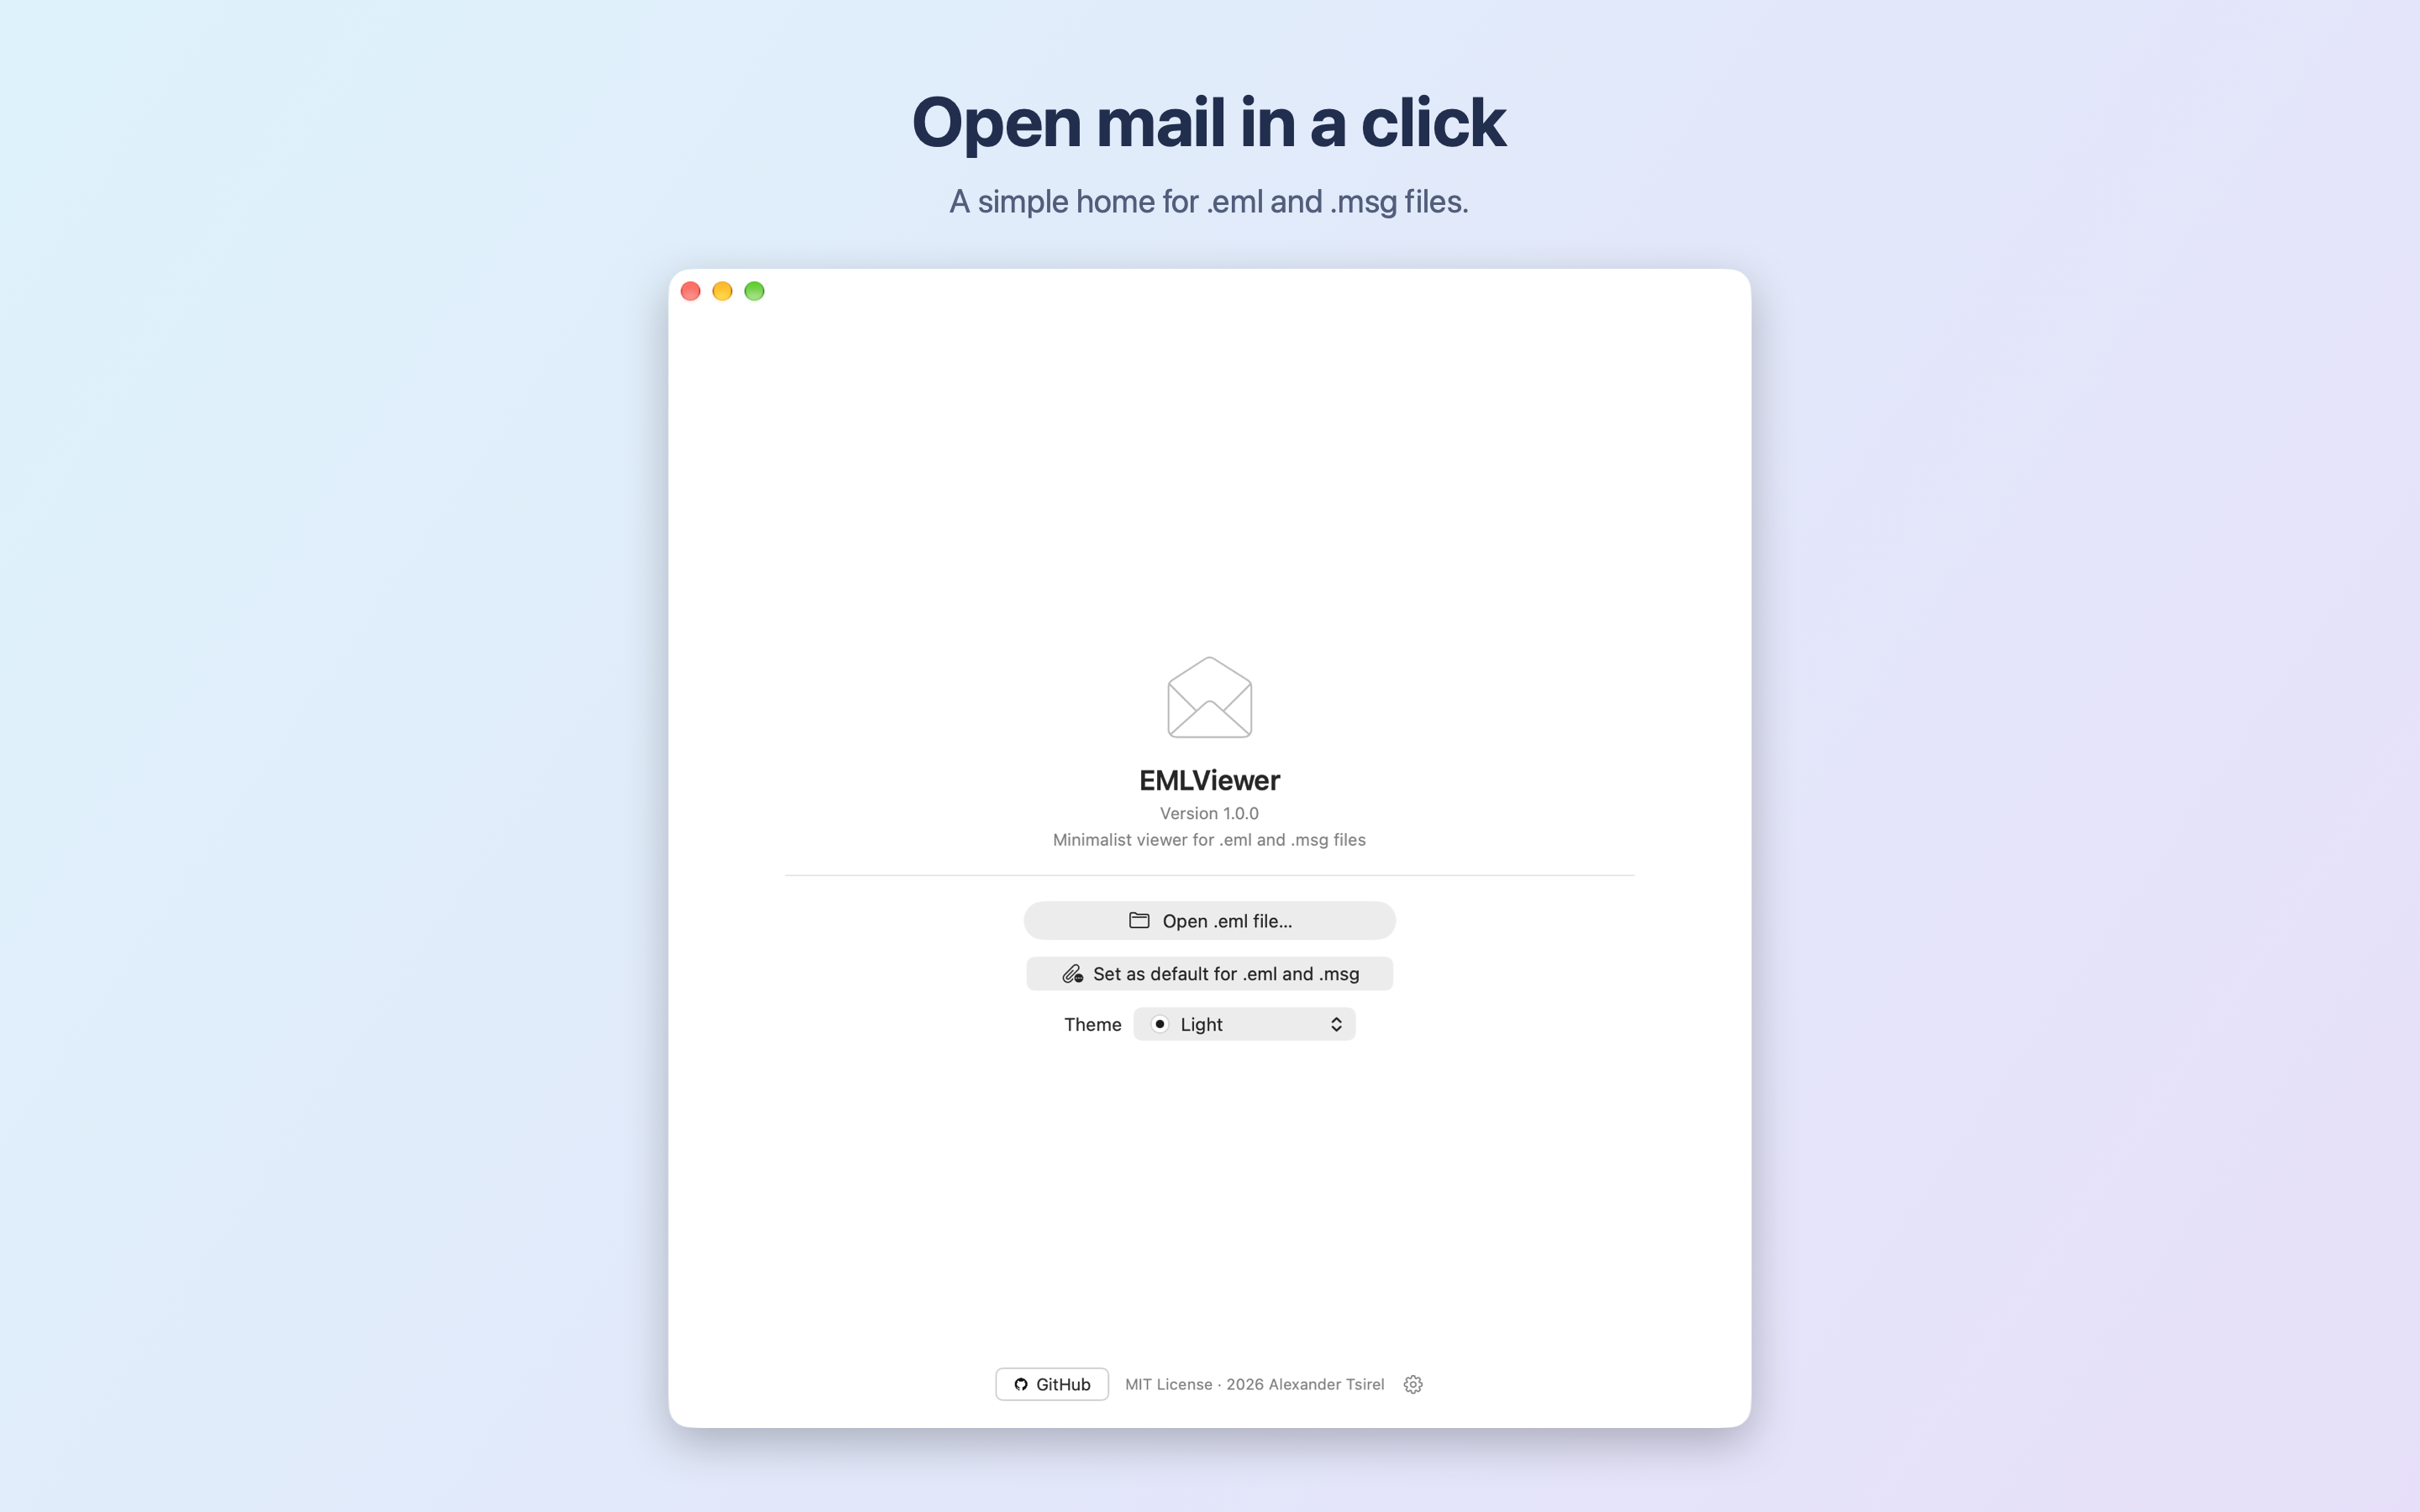 Open mail in a click
A simple home for .eml and .msg files.
EMLViewer
Version 1.0.0
Minimalist viewer for .eml and .msg files
Open .eml file...
Set as default for .eml and .msg
Theme Light
GitHub MIT License · 2026 Alexander Tsirel